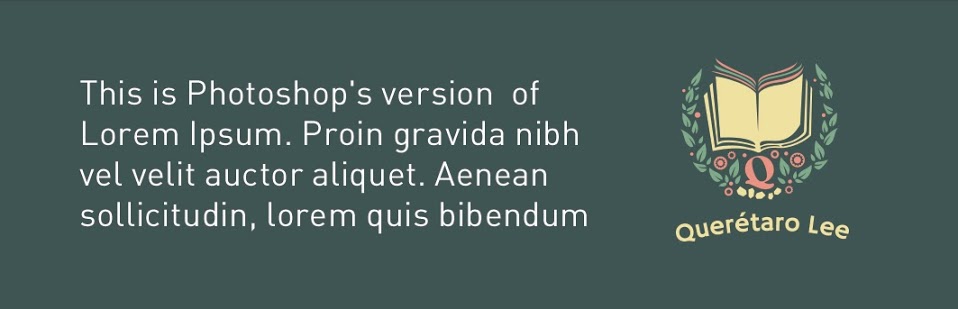 This is Photoshop's version  of
Lorem Ipsum. Proin gravida nibh
vel velit auctor aliquet. Aenean
sollicitudin, lorem quis bibendum
Q
Querétaro Lee